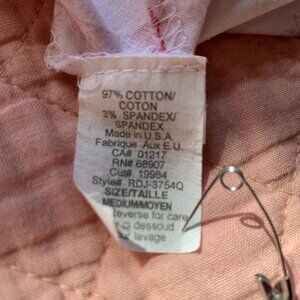 97% COTTON/
COTON
3% SPANDEX/
SPANDEX
Made in U.S.A
Fabrique Aux E.U.
CA# 01217
RN# 68907
Cut# 19984
Style# RDJ-3754Q
SIZE/TAILLE
MEDIUM/MOYEN
Reverse for care
dessoud
lavage